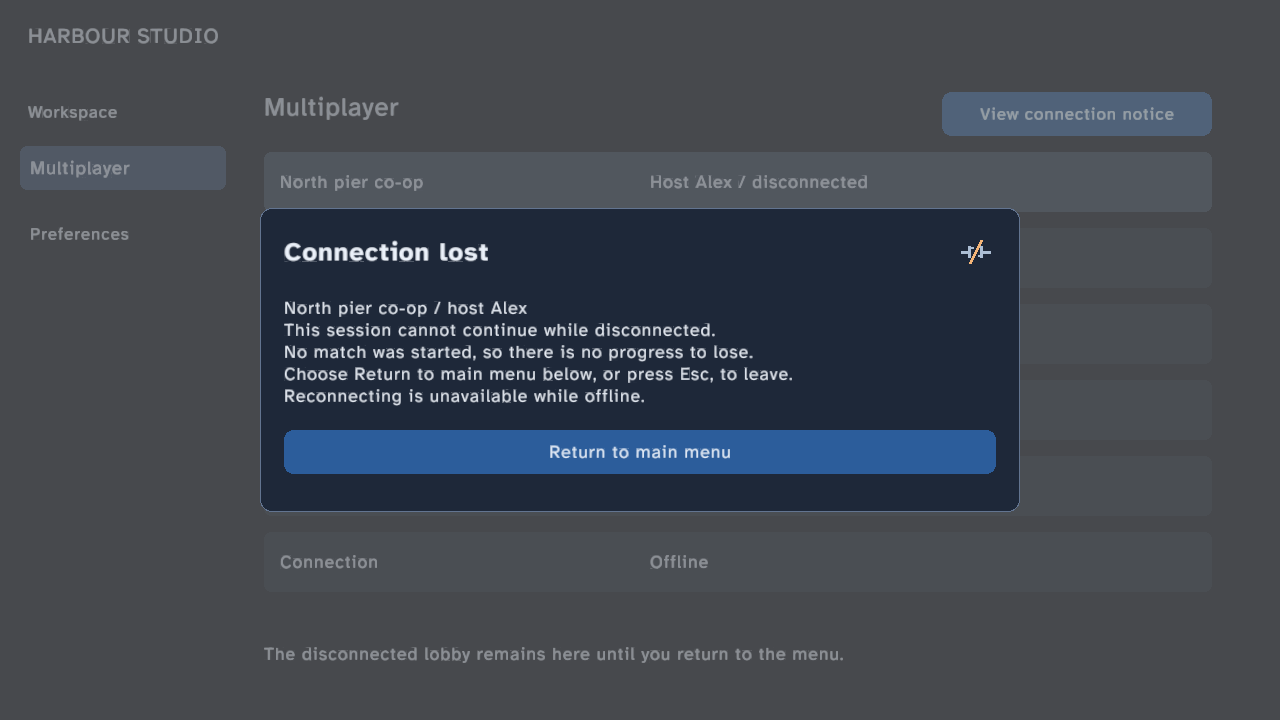 HARBOUR STUDIO
Workspace
Multiplayer
Preferences
Multiplayer
View connection notice
North pier co-op
Host Alex / disconnected
Connection lost
North pier co-op / host Alex
This session cannot continue while disconnected.
No match was started, so there is no progress to lose.
Choose Return to main menu below, or press Esc, to leave.
Reconnecting is unavailable while offline.
Return to main menu
Connection
Offline
The disconnected lobby remains here until you return to the menu.